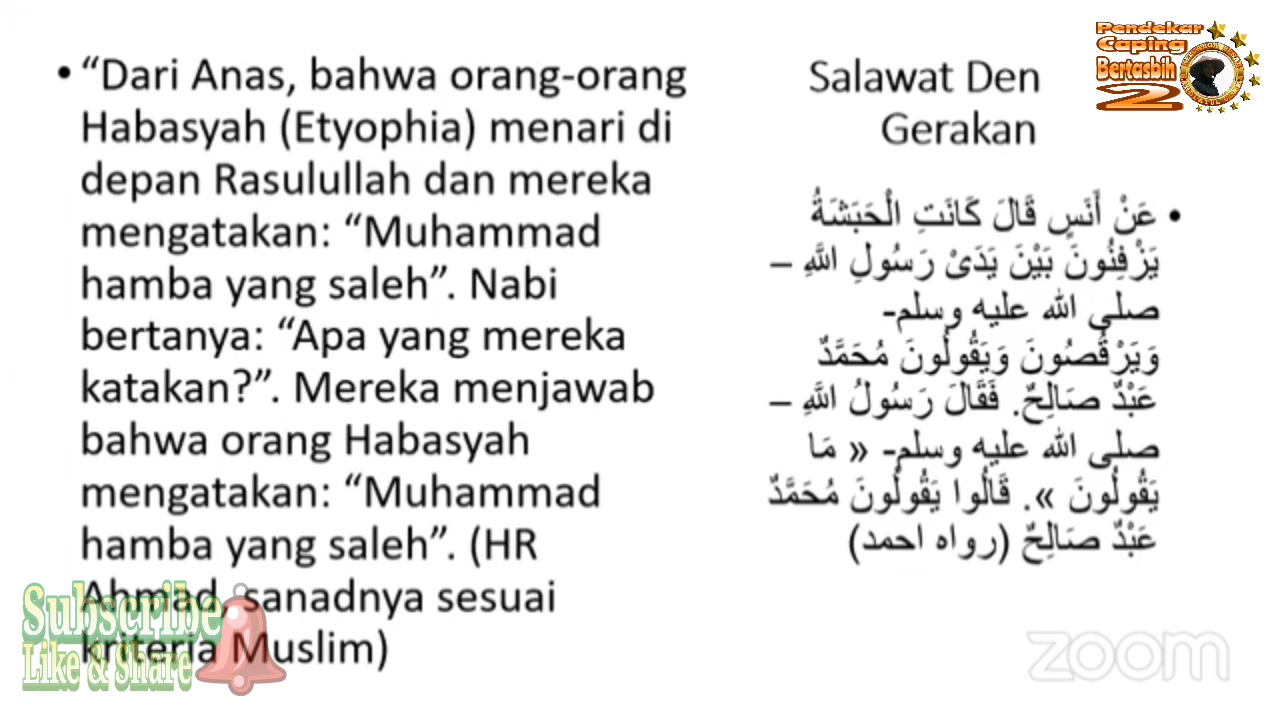 • “Dari Anas, bahwa orang-orang
Habasyah (Etyophia) menari di
depan Rasulullah dan mereka
mengatakan: “Muhammad
hamba yang saleh”. Nabi
bertanya: “Apa yang mereka
katakan?”. Mereka menjawab
bahwa orang Habasyah
mengatakan: “Muhammad
hamba yang saleh”. (HR
Ahmad, sanadnya sesuai
kriteria Muslim)
Salawat Den
Gerakan
• عَنْ أَنَسٍ قَالَ كَانَتِ الْحَبَشَةُ
يَزْفِنُونَ بَيْنَ يَدَىْ رَسُولِ اللَّهِ –
صلى الله عليه وسلم-
وَيَرْقُصُونَ وَيَقُولُونَ مُحَمَّدٌ
عَبْدٌ صَالِحٌ. فَقَالَ رَسُولُ اللَّهِ –
صلى الله عليه وسلم- « مَا
يَقُولُونَ ». قَالُوا يَقُولُونَ مُحَمَّدٌ
عَبْدٌ صَالِحٌ (رواه احمد)
Pendekar
Caping
Bertasbih
2
Subscribe
Like & Share
zoom